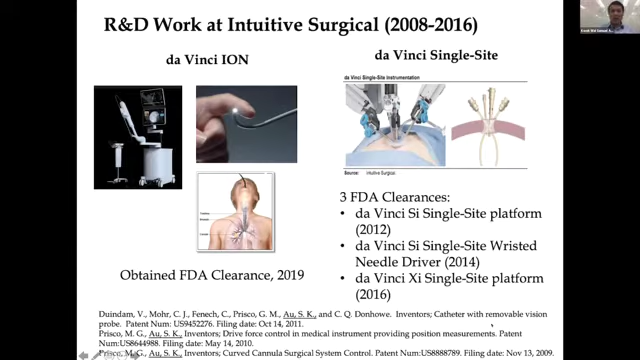 R&D Work at Intuitive Surgical (2008-2016)
da Vinci ION
da Vinci Single-Site
da Vinci Single-Site Instrumentation
Source: Intuitive Surgical
Obtained FDA Clearance, 2019
3 FDA Clearances:
• da Vinci Si Single-Site platform
(2012)
• da Vinci Si Single-Site Wristed
Needle Driver (2014)
• da Vinci Xi Single-Site platform
(2016)
Duindam, V., Mohr, C. J., Fenech, C., Prisco, G. M., Au, S. K., and C. Q. Donhowe. Inventors; Catheter with removable vision
probe. Patent Num: US9452276. Filing date: Oct 14, 2011.
Prisco, M. G., Au, S. K., Inventors; Drive force control in medical instrument providing position measurements. Patent
Num:US8644988. Filing date: May 14, 2010.
Prisco, M. G., Au, S. K., Inventors; Curved Cannula Surgical System Control. Patent Num:US8888789. Filing date: Nov 13, 2009.